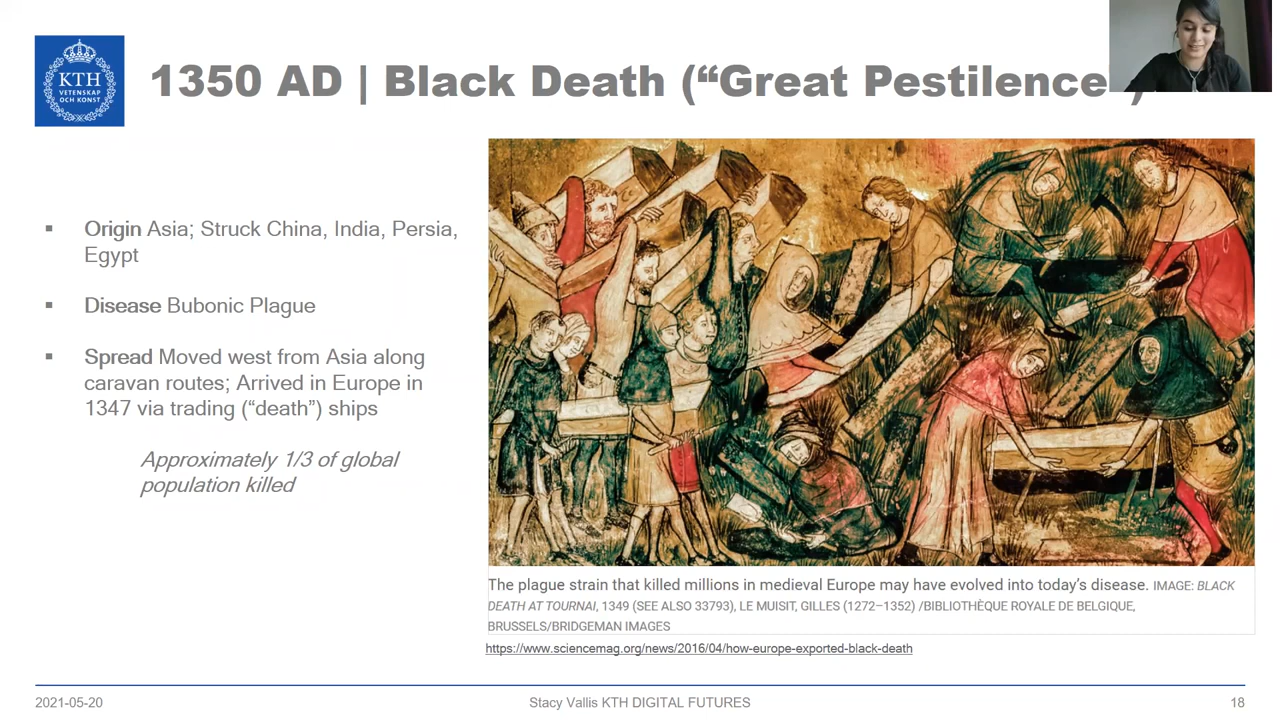 KTH
VETENSKAP
OCH KONST
1350 AD | Black Death (“Great Pestilence”)
▪ Origin Asia; Struck China, India, Persia,
Egypt
▪ Disease Bubonic Plague
▪ Spread Moved west from Asia along
caravan routes; Arrived in Europe in
1347 via trading (“death”) ships
Approximately 1/3 of global
population killed
The plague strain that killed millions in medieval Europe may have evolved into today’s disease. IMAGE: BLACK
DEATH AT TOURNAI, 1349 (SEE ALSO 33793), LE MUISIT, GILLES (1272–1352) /BIBLIOTHÈQUE ROYALE DE BELGIQUE,
BRUSSELS/BRIDGEMAN IMAGES
https://www.sciencemag.org/news/2016/04/how-europe-exported-black-death
2021-05-20
Stacy Vallis KTH DIGITAL FUTURES
18